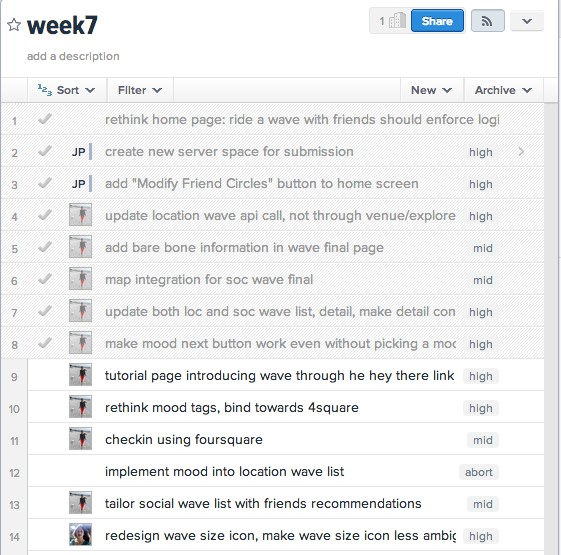 week7
1 Share
add a description
123 Sort Filter New Archive
1 rethink home page: ride a wave with friends should enforce logi
2 JP create new server space for submission high
3 JP add "Modify Friend Circles" button to home screen high
4 update location wave api call, not through venue/explore high
5 add bare bone information in wave final page mid
6 map integration for soc wave final mid
7 update both loc and soc wave list, detail, make detail con high
8 make mood next button work even without picking a moo high
9 tutorial page introducing wave through he hey there link high
10 rethink mood tags, bind towards 4square high
11 checkin using foursquare mid
12 implement mood into location wave list abort
13 tailor social wave list with friends recommendations mid
14 redesign wave size icon, make wave size icon less ambig high